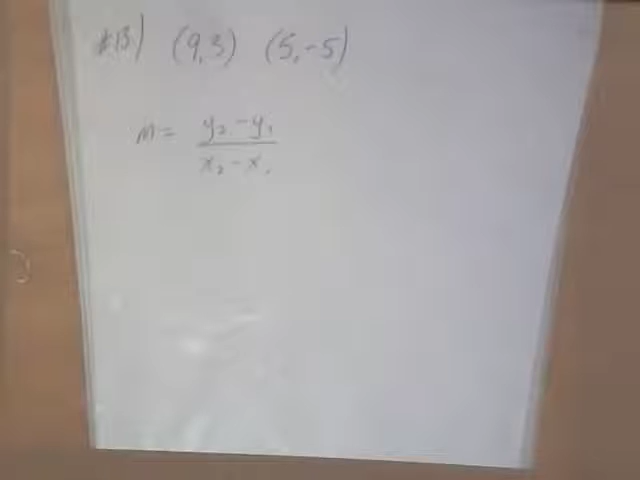 #13) (9,3) (5,-5)
m = y₂ - y₁
x₂ - x₁